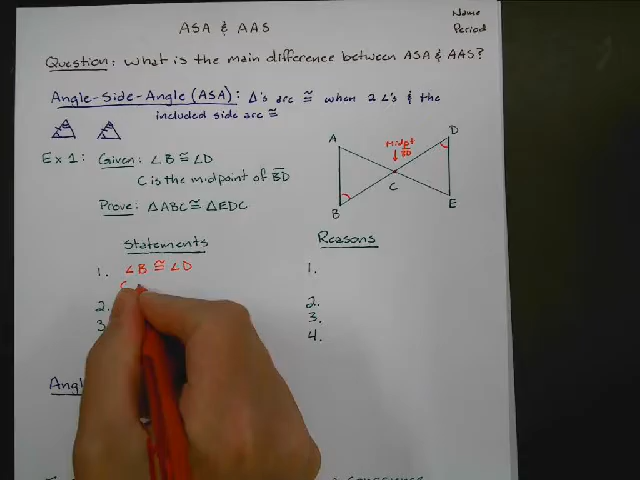 Name
ASA & AAS
Period
Question: What is the main difference between ASA & AAS?
Angle-Side-Angle (ASA): Δ's are ≅ when 2 ∠'s & the
included side are ≅
Ex 1: Given: ∠B ≅ ∠D
C is the midpoint of BD
Prove: ΔABC ≅ ΔEDC
A
D
Midpt
BD
C
B
E
Statements
Reasons
1. ∠B ≅ ∠D
1.
C
2.
2.
3
3.
4.
Angl